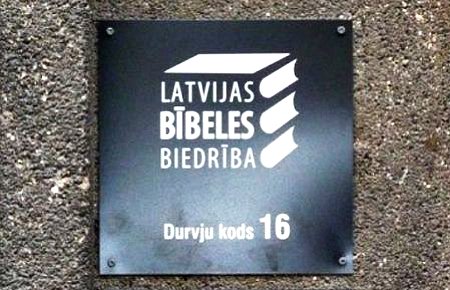 LATVIJAS
BĪBELES
BIEDRĪBA
Durvju kods 16